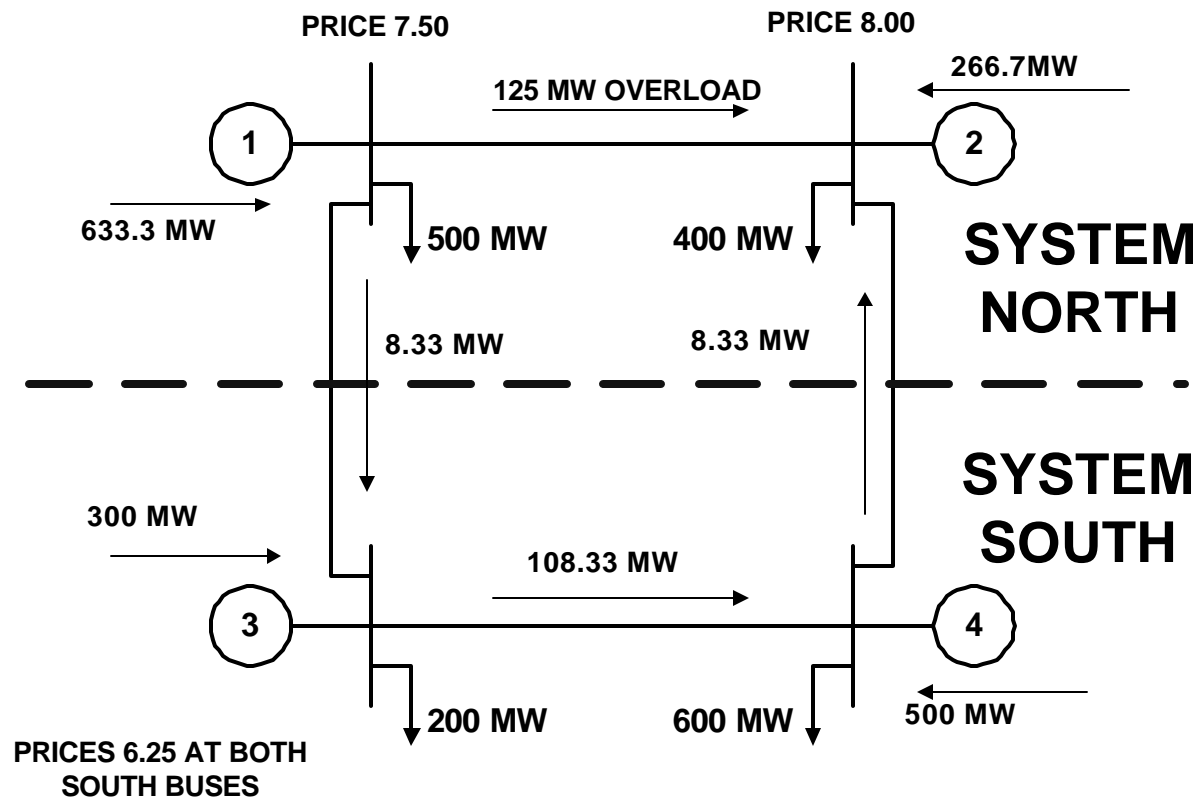 PRICE 7.50
PRICE 8.00
125 MW OVERLOAD
266.7MW
1
2
633.3 MW
500 MW
400 MW
SYSTEM
NORTH
8.33 MW
8.33 MW
SYSTEM
SOUTH
300 MW
108.33 MW
3
4
200 MW
600 MW
500 MW
PRICES 6.25 AT BOTH
SOUTH BUSES